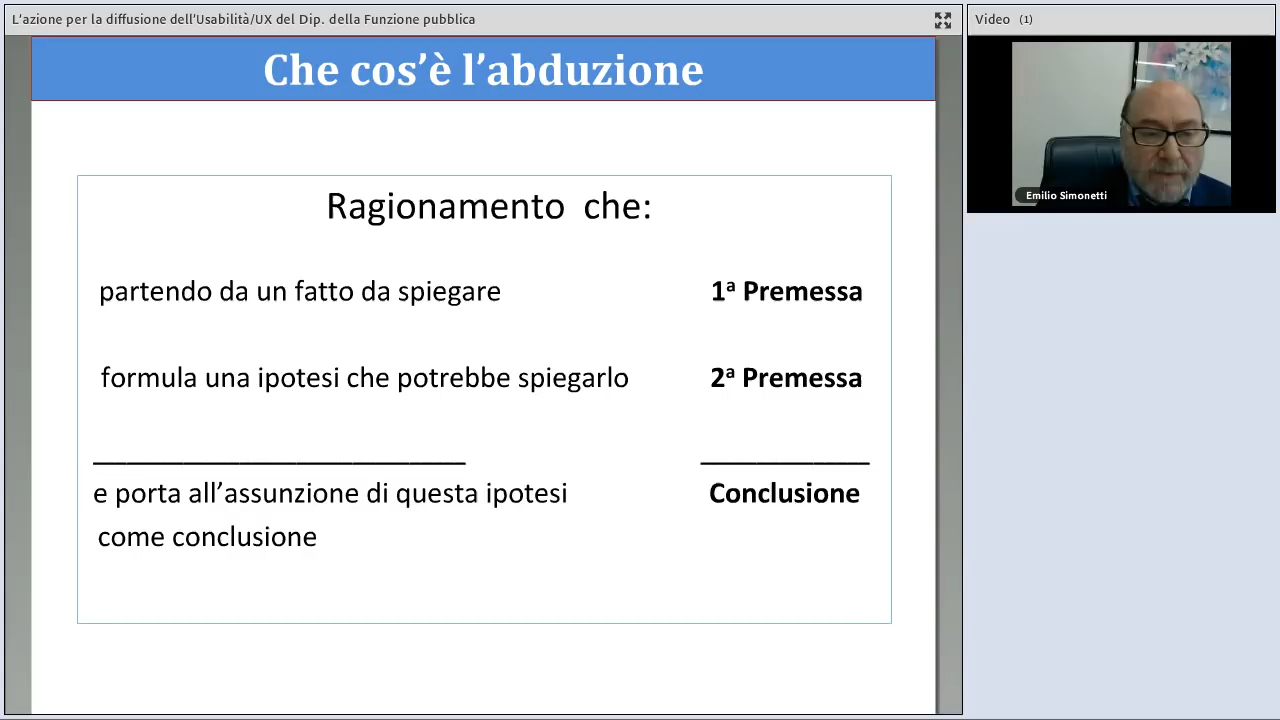 L'azione per la diffusione dell'Usabilità/UX del Dip. della Funzione pubblica
Video (1)
Che cos'è l'abduzione
Emilio Simonetti
Ragionamento che:
partendo da un fatto da spiegare 1ª Premessa
formula una ipotesi che potrebbe spiegarlo 2ª Premessa
e porta all'assunzione di questa ipotesi Conclusione
come conclusione